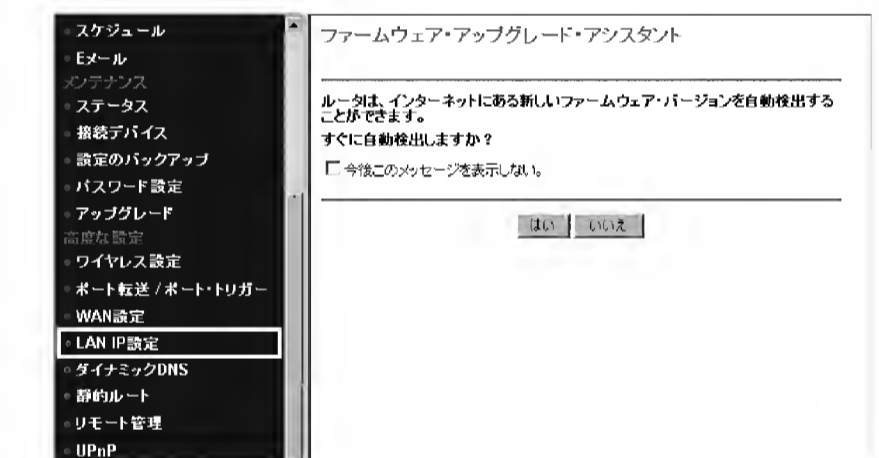 スケジュール
Eメール
メンテナンス
ステータス
接続デバイス
設定のバックアップ
パスワード設定
アップグレード
高度な設定
ワイヤレス設定
ポート転送 / ポート・トリガー
WAN設定
LAN IP設定
ダイナミックDNS
静的ルート
リモート管理
UPnP
ファームウェア・アップグレード・アシスタント
ルータは、インターネットにある新しいファームウェア・バージョンを自動検出する
ことができます。
すぐに自動検出しますか？
今後このメッセージを表示しない。
はい
いいえ